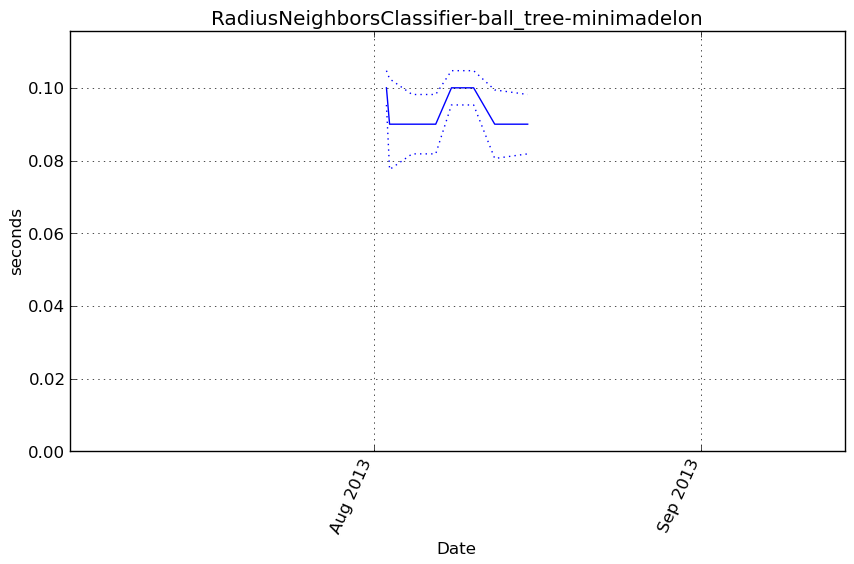 RadiusNeighborsClassifier-ball_tree-minimadelon
0.10
0.08
0.06
0.04
0.02
0.00
seconds
Aug 2013
Sep 2013
Date